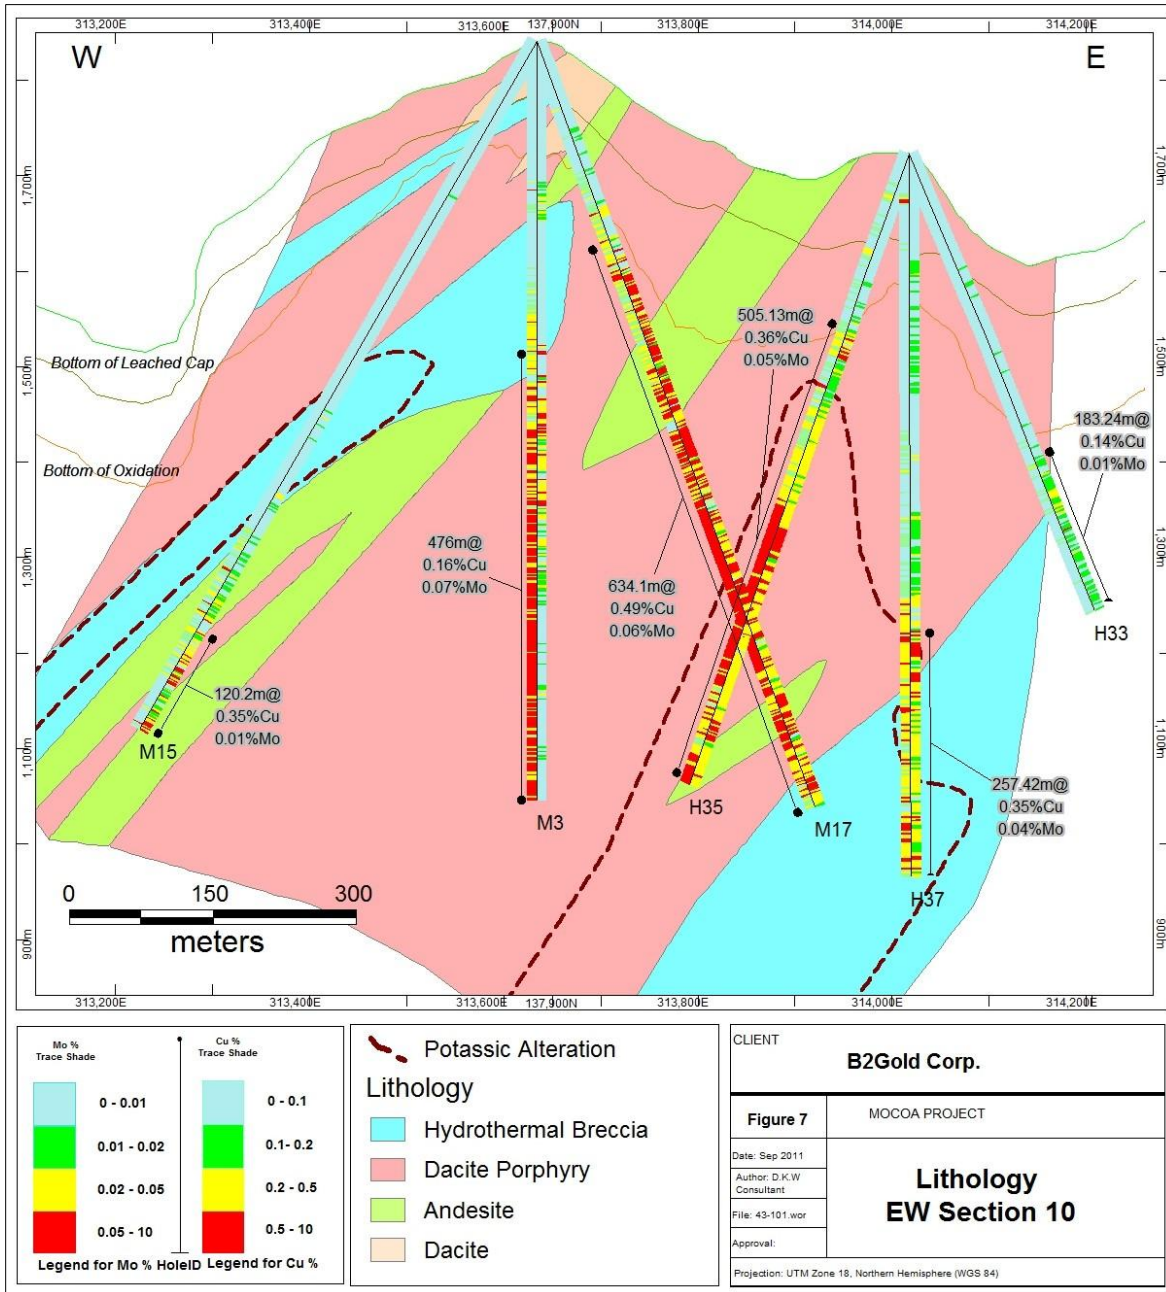 313,200E 313,400E 313,600E 137,900N 313,800E 314,000E 314,200E
W E
1,700m 1,700m
Bottom of Leached Cap
1,500m 1,500m
Bottom of Oxidation
505.13m@
0.36%Cu
0.05%Mo
183.24m@
0.14%Cu
0.01%Mo
476m@
0.16%Cu
0.07%Mo
634.1m@
0.49%Cu
0.06%Mo
1,300m 1,300m
H33
120.2m@
0.35%Cu
0.01%Mo
M15
1,100m 1,100m
257.42m@
0.35%Cu
0.04%Mo
M3 H35 M17
H37
0 150 300
meters
900m 900m
313,200E 313,400E 313,600E 137,900N 313,800E 314,000E 314,200E
Mo %
Trace Shade
Cu %
Trace Shade
0 - 0.01 0 - 0.1
0.01 - 0.02 0.1- 0.2
0.02 - 0.05 0.2 - 0.5
0.05 - 10 0.5 - 10
Legend for Mo % HoleID Legend for Cu %
Potassic Alteration
Lithology
Hydrothermal Breccia
Dacite Porphyry
Andesite
Dacite
CLIENT
B2Gold Corp.
Figure 7 MOCOA PROJECT
Date: Sep 2011
Author: D.K.W
Consultant
File: 43-101.wor
Approval:
Lithology
EW Section 10
Projection: UTM Zone 18, Northern Hemisphere (WGS 84)